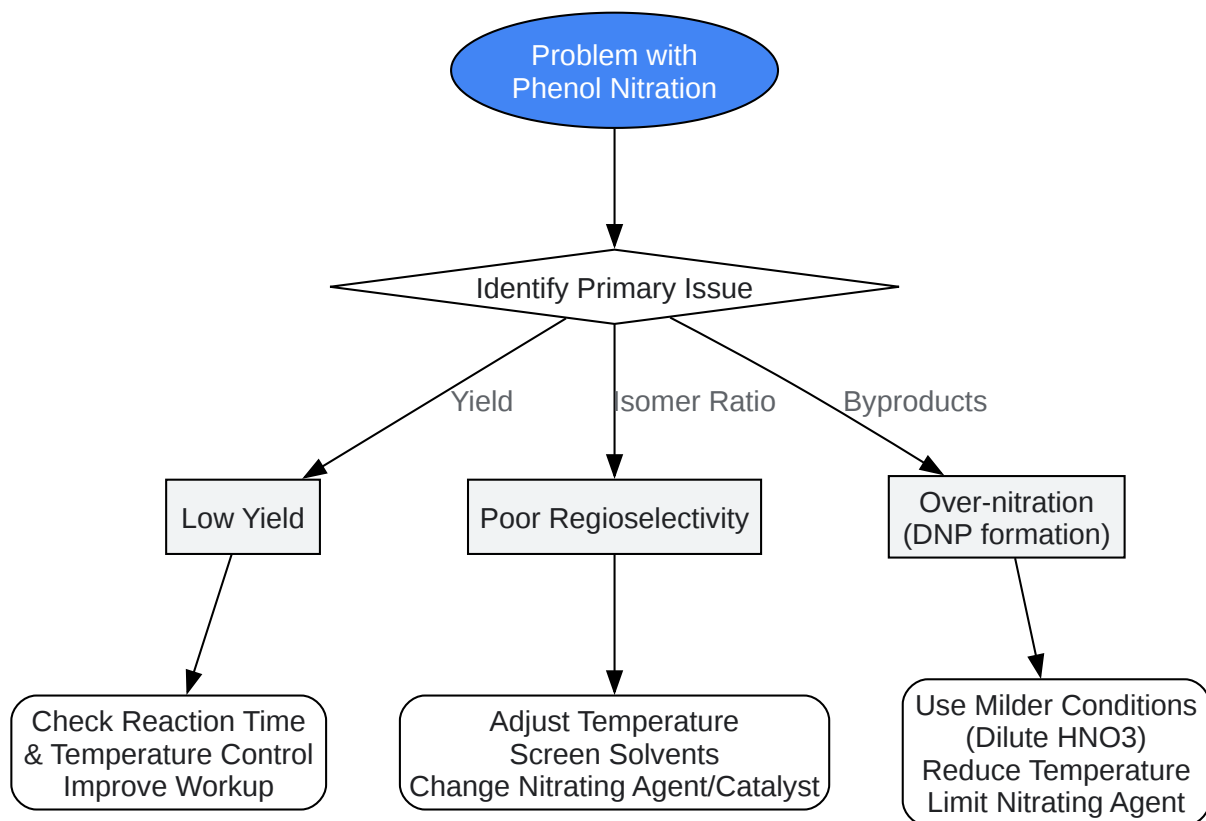 Problem with
Phenol Nitration
Identify Primary Issue
Yield
Isomer Ratio
Byproducts
Low Yield
Poor Regioselectivity
Over-nitration
(DNP formation)
Check Reaction Time
& Temperature Control
Improve Workup
Adjust Temperature
Screen Solvents
Change Nitrating Agent/Catalyst
Use Milder Conditions
(Dilute HNO3)
Reduce Temperature
Limit Nitrating Agent